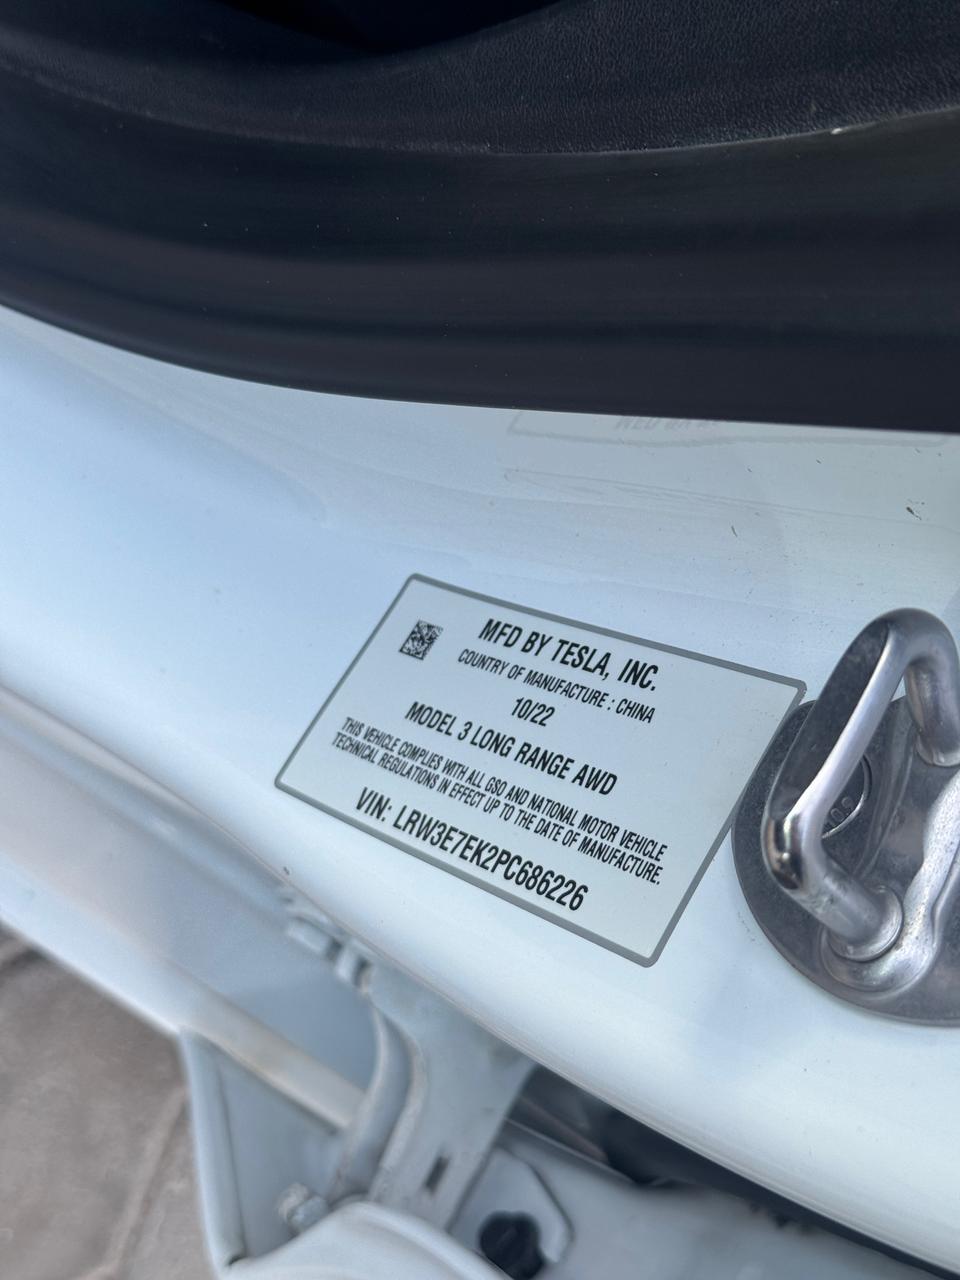 MFD BY TESLA, INC.
COUNTRY OF MANUFACTURE : CHINA
10/22
MODEL 3 LONG RANGE AWD
THIS VEHICLE COMPLIES WITH ALL GSO AND NATIONAL MOTOR VEHICLE
TECHNICAL REGULATIONS IN EFFECT UP TO THE DATE OF MANUFACTURE.
VIN: LRW3E7EK2PC686226